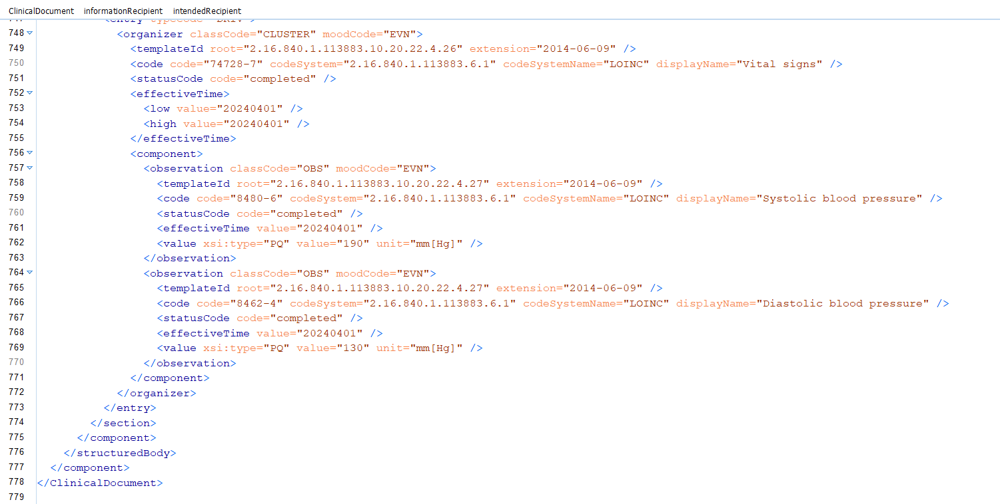 ClinicalDocument informationRecipient intendedRecipient
748 <organizer classCode="CLUSTER" moodCode="EVN">
749 <templateId root="2.16.840.1.113883.10.20.22.4.26" extension="2014-06-09" />
750 <code code="74728-7" codeSystem="2.16.840.1.113883.6.1" codeSystemName="LOINC" displayName="Vital signs" />
751 <statusCode code="completed" />
752 <effectiveTime>
753 <low value="20240401" />
754 <high value="20240401" />
755 </effectiveTime>
756 <component>
757 <observation classCode="OBS" moodCode="EVN">
758 <templateId root="2.16.840.1.113883.10.20.22.4.27" extension="2014-06-09" />
759 <code code="8480-6" codeSystem="2.16.840.1.113883.6.1" codeSystemName="LOINC" displayName="Systolic blood pressure" />
760 <statusCode code="completed" />
761 <effectiveTime value="20240401" />
762 <value xsi:type="PQ" value="190" unit="mm[Hg]" />
763 </observation>
764 <observation classCode="OBS" moodCode="EVN">
765 <templateId root="2.16.840.1.113883.10.20.22.4.27" extension="2014-06-09" />
766 <code code="8462-4" codeSystem="2.16.840.1.113883.6.1" codeSystemName="LOINC" displayName="Diastolic blood pressure" />
767 <statusCode code="completed" />
768 <effectiveTime value="20240401" />
769 <value xsi:type="PQ" value="130" unit="mm[Hg]" />
770 </observation>
771 </component>
772 </organizer>
773 </entry>
774 </section>
775 </component>
776 </structuredBody>
777 </component>
778 </ClinicalDocument>
779